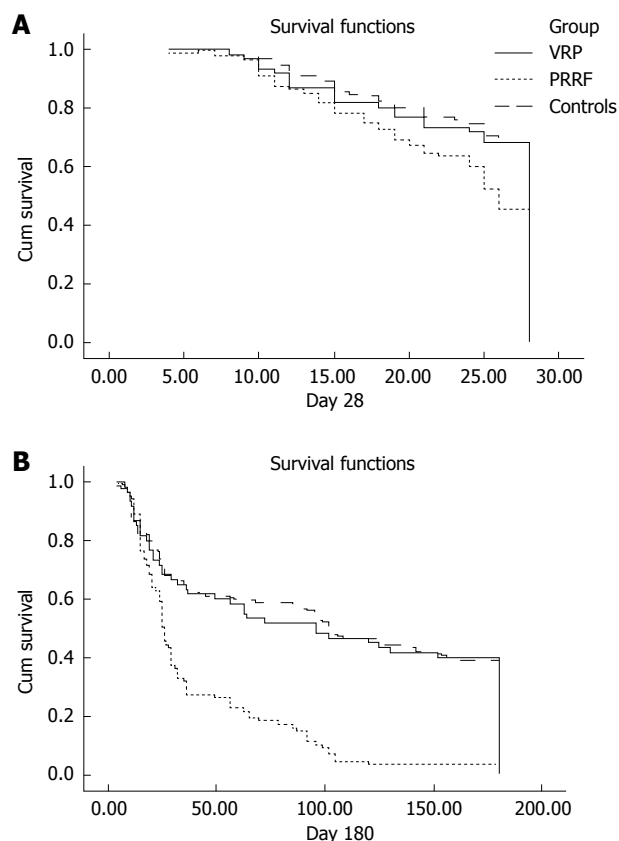 A
Survival functions
Group
VRP
PRRF
Controls
Cum survival
1.0
0.8
0.6
0.4
0.2
0.0
0.00 5.00 10.00 15.00 20.00 25.00 30.00
Day 28
B
Survival functions
Cum survival
1.0
0.8
0.6
0.4
0.2
0.0
0.00 50.00 100.00 150.00 200.00
Day 180